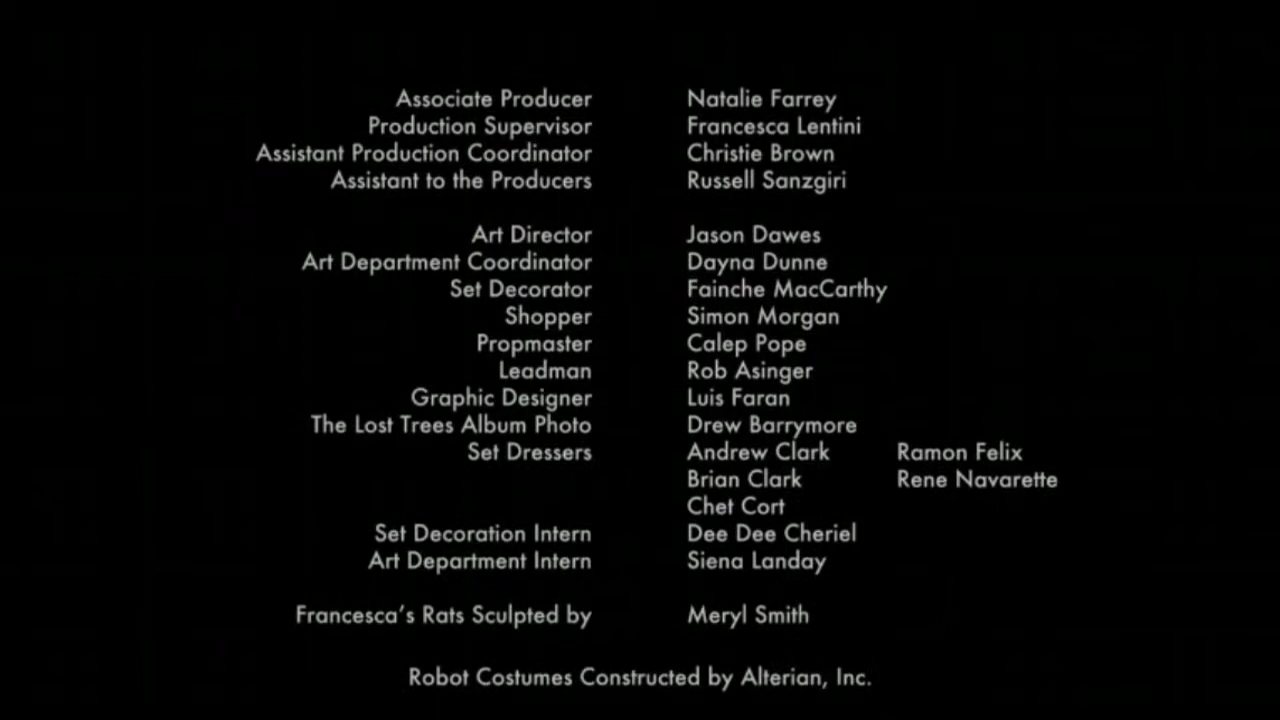 Associate Producer Natalie Farrey
Production Supervisor Francesca Lentini
Assistant Production Coordinator Christie Brown
Assistant to the Producers Russell Sanzgiri
Art Director Jason Dawes
Art Department Coordinator Dayna Dunne
Set Decorator Fainche MacCarthy
Shopper Simon Morgan
Propmaster Calep Pope
Leadman Rob Asinger
Graphic Designer Luis Faran
The Lost Trees Album Photo Drew Barrymore
Set Dressers Andrew Clark Ramon Felix
Brian Clark Rene Navarette
Chet Cort
Set Decoration Intern Dee Dee Cheriel
Art Department Intern Siena Landay
Francesca's Rats Sculpted by Meryl Smith
Robot Costumes Constructed by Alterian, Inc.